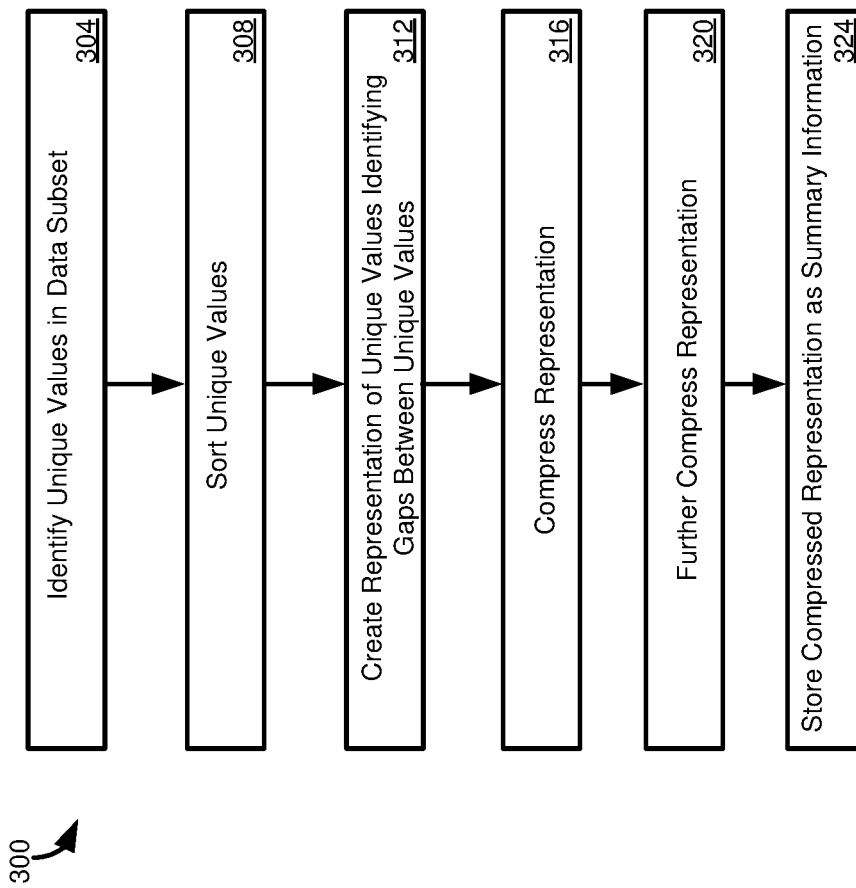 300
Identify Unique Values in Data Subset
304
Sort Unique Values
308
Create Representation of Unique Values Identifying
Gaps Between Unique Values
312
Compress Representation
316
Further Compress Representation
320
Store Compressed Representation as Summary Information
324